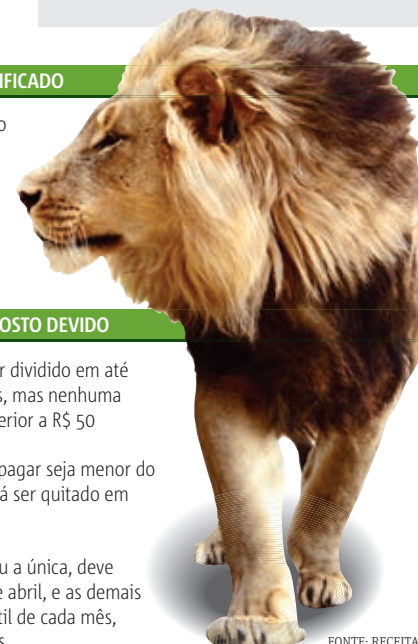 IFICADO
o
OSTO DEVIDO
r dividido em até
s, mas nenhuma
erior a R$ 50
pagar seja menor do
á ser quitado em
u a única, deve
e abril, e as demais
til de cada mês,
FONTE: RECEITA